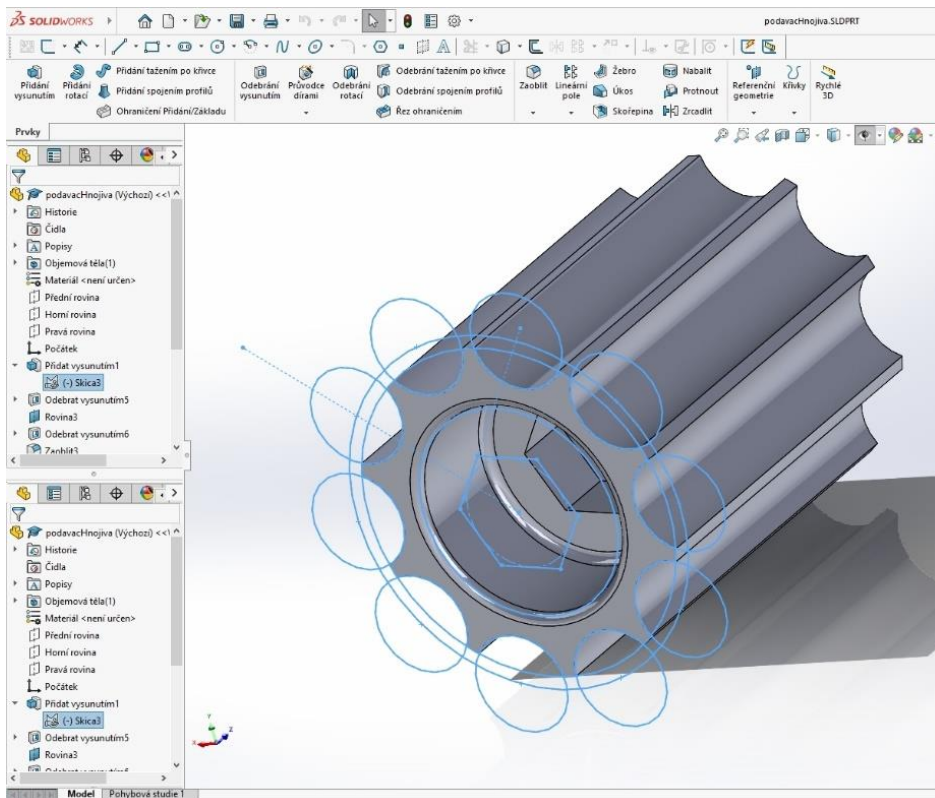 SOLIDWORKS
podavacHnojiva.SLDPRT
Přidání vysunutím
Přidání rotací
Přidání tažením po křivce
Přidání spojením profilů
Ohraničení Přidání/Základu
Odebrání vysunutím
Průvodce dírami
Odebrání rotací
Odebrání tažením po křivce
Odebrání spojením profilů
Řez ohraničením
Zaoblit
Lineární pole
Žebro
Úkos
Skořepina
Nabalit
Protnout
Zrcadlit
Referenční geometrie
Křivky
Rychlé 3D
Prvky
podavacHnojiva (Výchozí) <<\
Historie
Čidla
Popisy
Objemová těla(1)
Materiál <není určen>
Přední rovina
Horní rovina
Pravá rovina
Počátek
Přidat vysunutím1
(-) Skica3
Odebrat vysunutím5
Rovina3
Odebrat vysunutím6
Zaoblit3
podavacHnojiva (Výchozí) <<\
Historie
Čidla
Popisy
Objemová těla(1)
Materiál <není určen>
Přední rovina
Horní rovina
Pravá rovina
Počátek
Přidat vysunutím1
(-) Skica3
Odebrat vysunutím5
Rovina3
Model
Pohybová studie 1